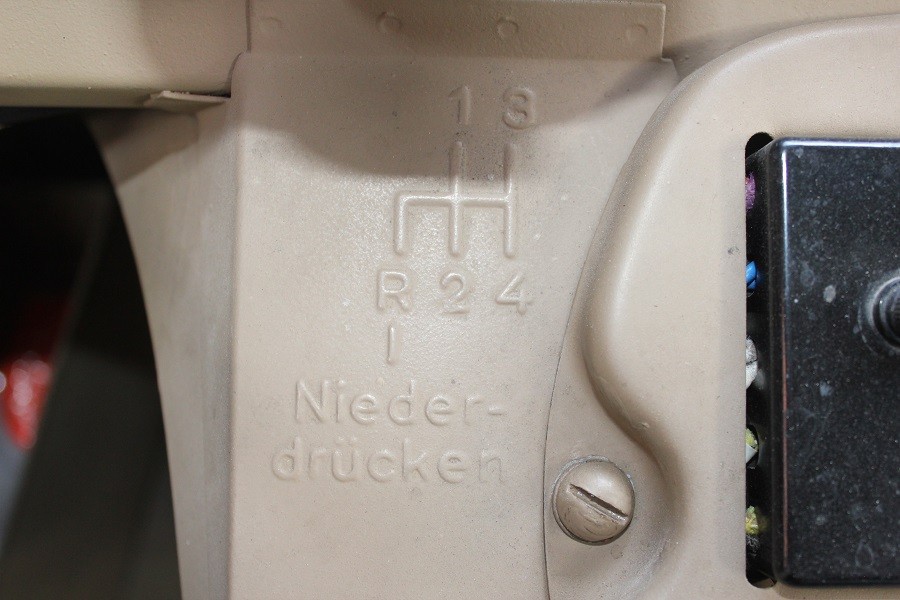 1 3
R 2 4
Nieder-
drücken